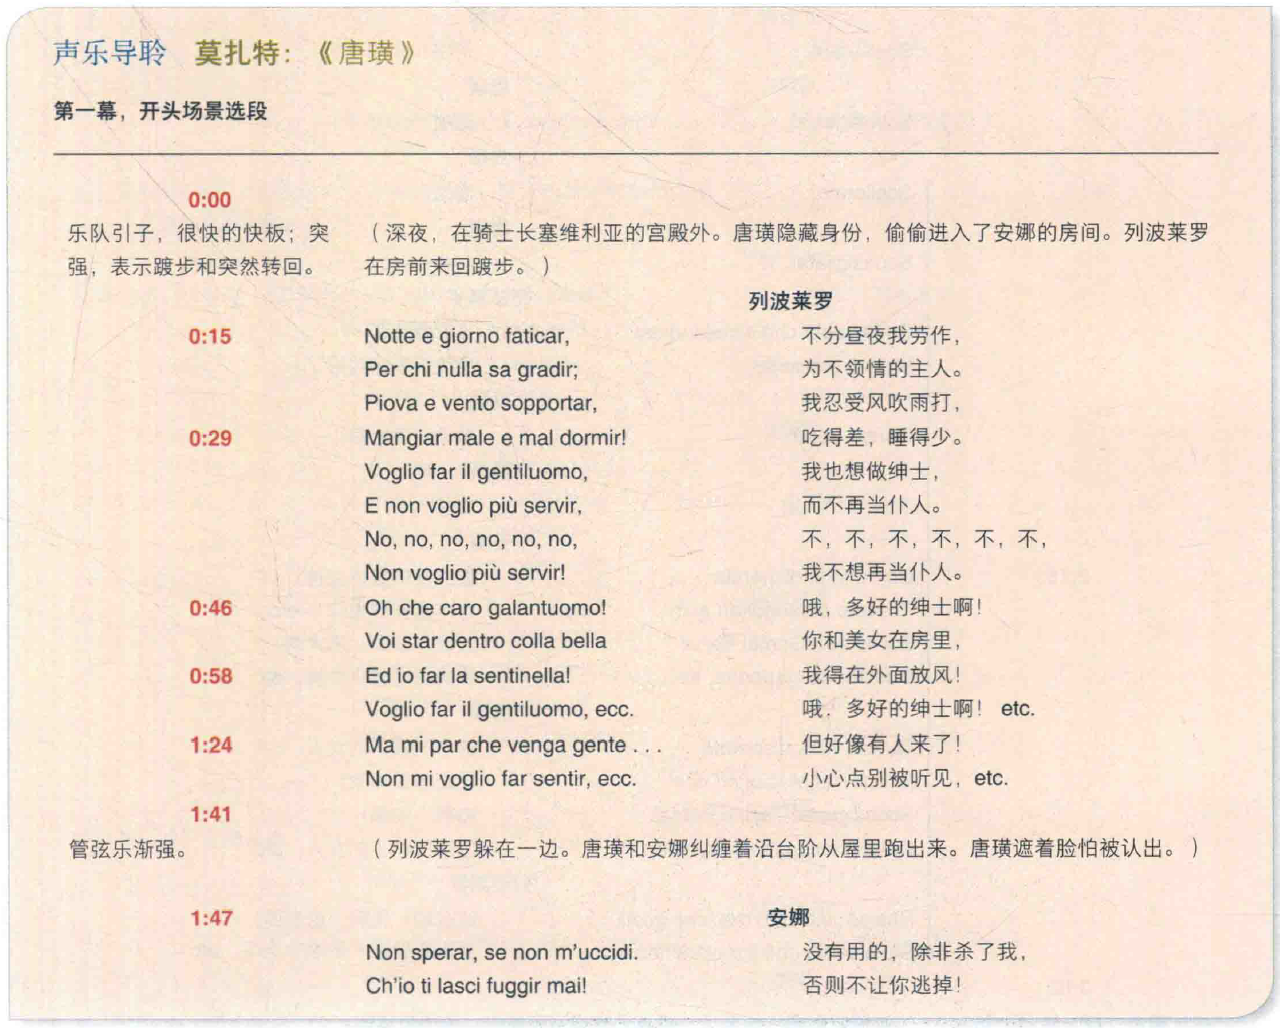 声乐导聆 莫扎特：《唐璜》
第一幕，开头场景选段
0:00
乐队引子，很快的快板；突 （深夜，在骑士长塞维利亚的宫殿外。唐璜隐藏身份，偷偷进入了安娜的房间。列波莱罗
强，表示踱步和突然转回。 在房前来回踱步。）
列波莱罗
0:15 Notte e giorno faticar, 不分昼夜我劳作，
Per chi nulla sa gradir; 为不领情的主人。
Piova e vento sopportar, 我忍受风吹雨打，
0:29 Mangiar male e mal dormir! 吃得差，睡得少。
Voglio far il gentiluomo, 我也想做绅士，
E non voglio più servir, 而不再当仆人。
No, no, no, no, no, no, 不，不，不，不，不，不，
Non voglio più servir! 我不想再当仆人。
0:46 Oh che caro galantuomo! 哦，多好的绅士啊！
Voi star dentro colla bella 你和美女在房里，
0:58 Ed io far la sentinella! 我得在外面放风！
Voglio far il gentiluomo, ecc. 哦，多好的绅士啊！ etc.
1:24 Ma mi par che venga gente . . . 但好像有人来了！
Non mi voglio far sentir, ecc. 小心点别被听见，etc.
1:41
管弦乐渐强。 （列波莱罗躲在一边。唐璜和安娜纠缠着沿台阶从屋里跑出来。唐璜遮着脸怕被认出。）
1:47 安娜
Non sperar, se non m'uccidi. 没有用的，除非杀了我，
Ch'io ti lasci fuggir mai! 否则不让你逃掉！